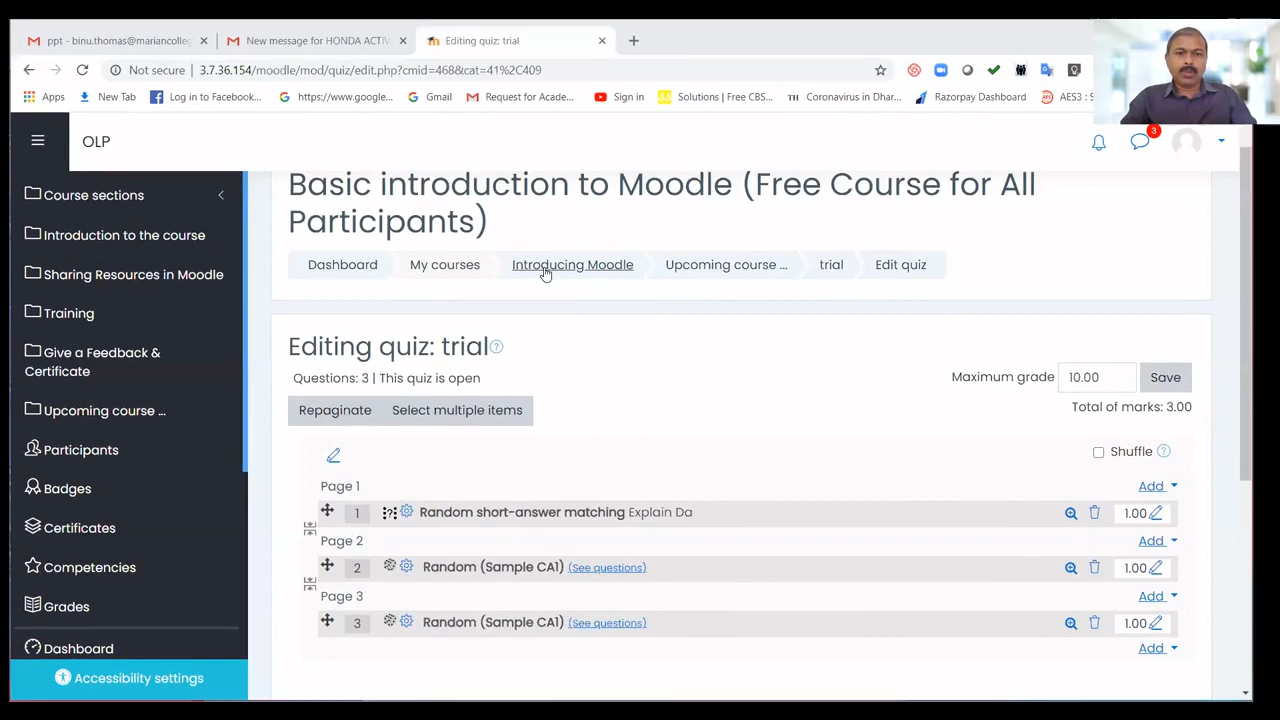 ppt - binu.thomas@mariancolleg
New message for HONDA ACTIV
Editing quiz: trial
Not secure | 3.7.36.154/moodle/mod/quiz/edit.php?cmid=468&cat=41%2C409
Apps
New Tab
Log in to Facebook...
https://www.google...
Gmail
Request for Acade...
Sign in
Solutions | Free CBS...
Coronavirus in Dhar...
Razorpay Dashboard
AES3 : S
OLP
3
Course sections
Introduction to the course
Sharing Resources in Moodle
Training
Give a Feedback &
Certificate
Upcoming course ...
Participants
Badges
Certificates
Competencies
Grades
Dashboard
Accessibility settings
Basic introduction to Moodle (Free Course for All
Participants)
Dashboard My courses Introducing Moodle Upcoming course ... trial Edit quiz
Editing quiz: trial
Questions: 3 | This quiz is open
Maximum grade 10.00 Save
Repaginate Select multiple items
Total of marks: 3.00
Shuffle
Page 1 Add
1 Random short-answer matching Explain Da 1.00
Page 2 Add
2 Random (Sample CA1) (See questions) 1.00
Page 3 Add
3 Random (Sample CA1) (See questions) 1.00
Add